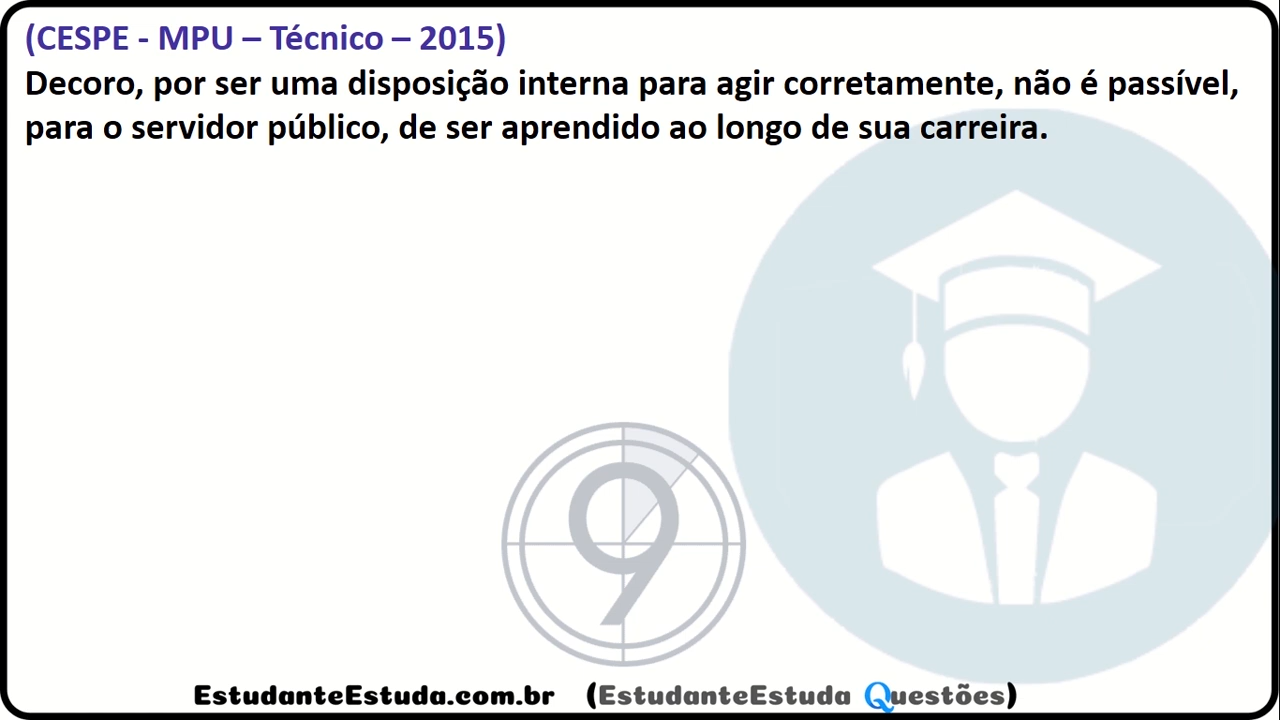 (CESPE - MPU – Técnico – 2015)
Decoro, por ser uma disposição interna para agir corretamente, não é passível,
para o servidor público, de ser aprendido ao longo de sua carreira.
9
EstudanteEstuda.com.br (EstudanteEstuda Questões)